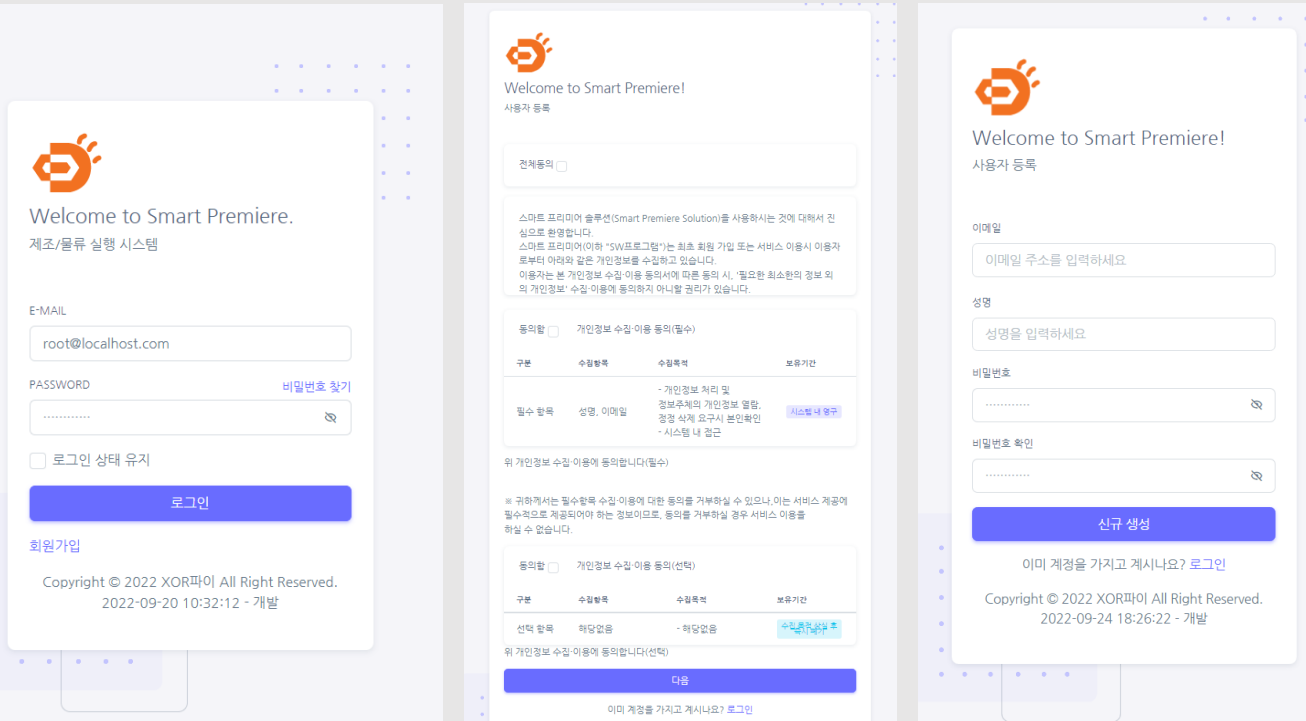 Welcome to Smart Premiere.
제조/물류 실행 시스템
E-MAIL
root@localhost.com
PASSWORD
비밀번호 찾기
············
로그인 상태 유지
로그인
회원가입
Copyright © 2022 XOR파이 All Right Reserved.
2022-09-20 10:32:12 - 개발
Welcome to Smart Premiere!
사용자 등록
전체동의
스마트 프리미어 솔루션(Smart Premiere Solution)을 사용하시는 것에 대해서 진
심으로 환영합니다.
스마트 프리미어(이하 "SW프로그램")는 최초 회원 가입 또는 서비스 이용시 이용자
로부터 아래와 같은 개인정보를 수집하고 있습니다.
이용자는 본 개인정보 수집·이용 동의서에 따른 동의 시, '필요한 최소한의 정보 외
의 개인정보' 수집·이용에 동의하지 아니할 권리가 있습니다.
동의함 개인정보 수집·이용 동의(필수)
구분 수집항목 수집목적 보유기간
- 개인정보 처리 및
정보주체의 개인정보 열람,
필수 항목 성명, 이메일 시스템 내 영구
정정 삭제 요구시 본인확인
- 시스템 내 접근
위 개인정보 수집·이용에 동의합니다(필수)
※ 귀하께서는 필수항목 수집·이용에 대한 동의를 거부하실 수 있으나,이는 서비스 제공에
필수적으로 제공되어야 하는 정보이므로, 동의를 거부하실 경우 서비스 이용을
하실 수 없습니다.
동의함 개인정보 수집·이용 동의(선택)
구분 수집항목 수집목적 보유기간
선택 항목 해당없음 - 해당없음 수집 목적 상실 후
즉시 폐기
위 개인정보 수집·이용에 동의합니다(선택)
다음
이미 계정을 가지고 계시나요? 로그인
Welcome to Smart Premiere!
사용자 등록
이메일
이메일 주소를 입력하세요
성명
성명을 입력하세요
비밀번호
············
비밀번호 확인
············
신규 생성
이미 계정을 가지고 계시나요? 로그인
Copyright © 2022 XOR파이 All Right Reserved.
2022-09-24 18:26:22 - 개발